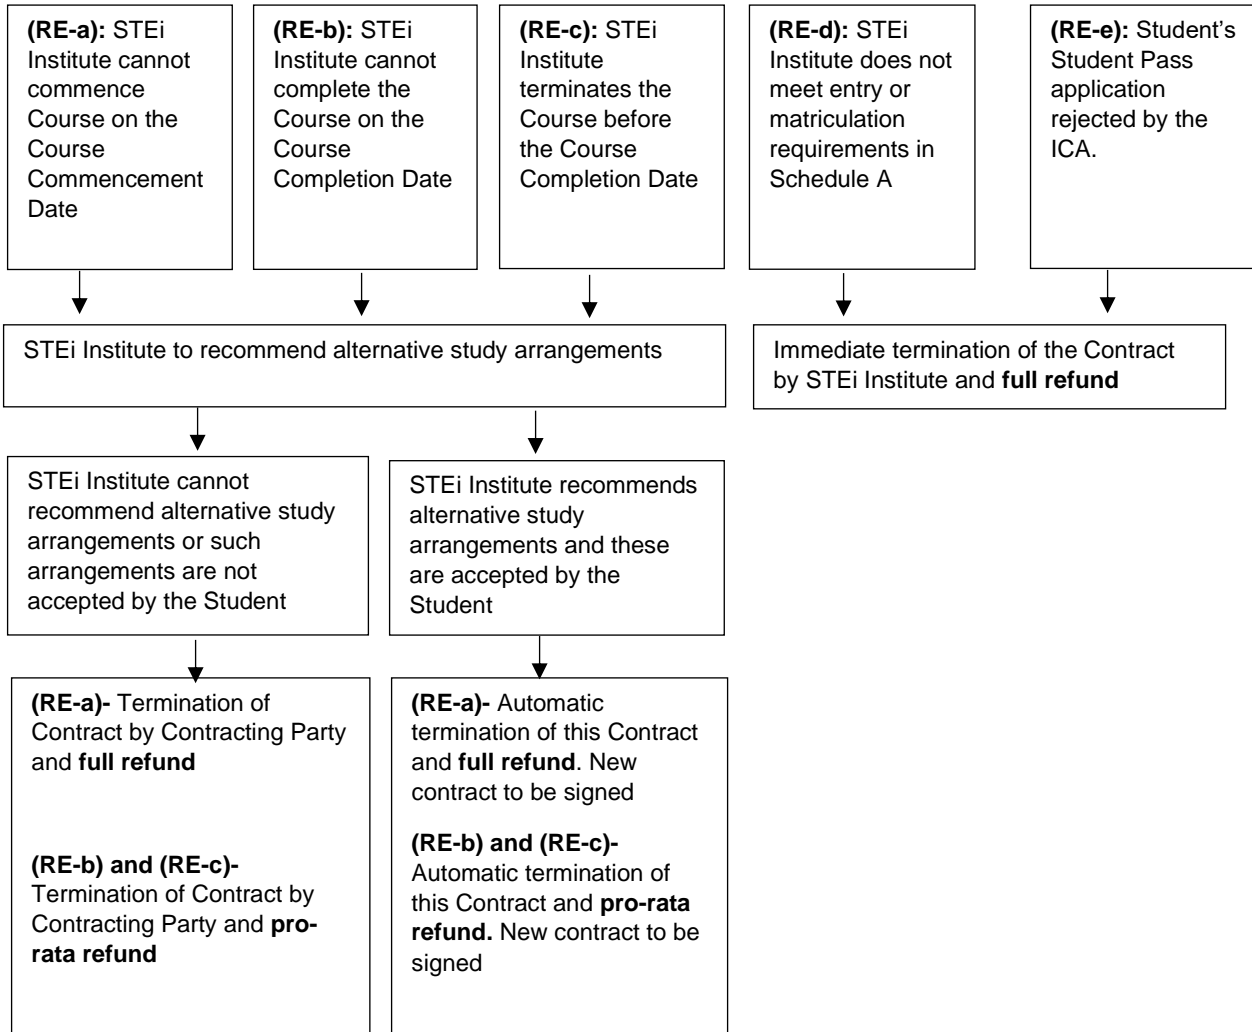 (RE-a): STEi
Institute cannot
commence
Course on the
Course
Commencement
Date
(RE-b): STEi
Institute cannot
complete the
Course on the
Course
Completion Date
(RE-c): STEi
Institute
terminates the
Course before
the Course
Completion Date
(RE-d): STEi
Institute does not
meet entry or
matriculation
requirements in
Schedule A
(RE-e): Student's
Student Pass
application
rejected by the
ICA.
STEi Institute to recommend alternative study arrangements
Immediate termination of the Contract
by STEi Institute and full refund
STEi Institute cannot
recommend alternative study
arrangements or such
arrangements are not
accepted by the Student
STEi Institute recommends
alternative study
arrangements and these
are accepted by the
Student
(RE-a)- Termination of
Contract by Contracting Party
and full refund
(RE-b) and (RE-c)-
Termination of Contract by
Contracting Party and pro-
rata refund
(RE-a)- Automatic
termination of this Contract
and full refund. New
contract to be signed
(RE-b) and (RE-c)-
Automatic termination of
this Contract and pro-rata
refund. New contract to be
signed